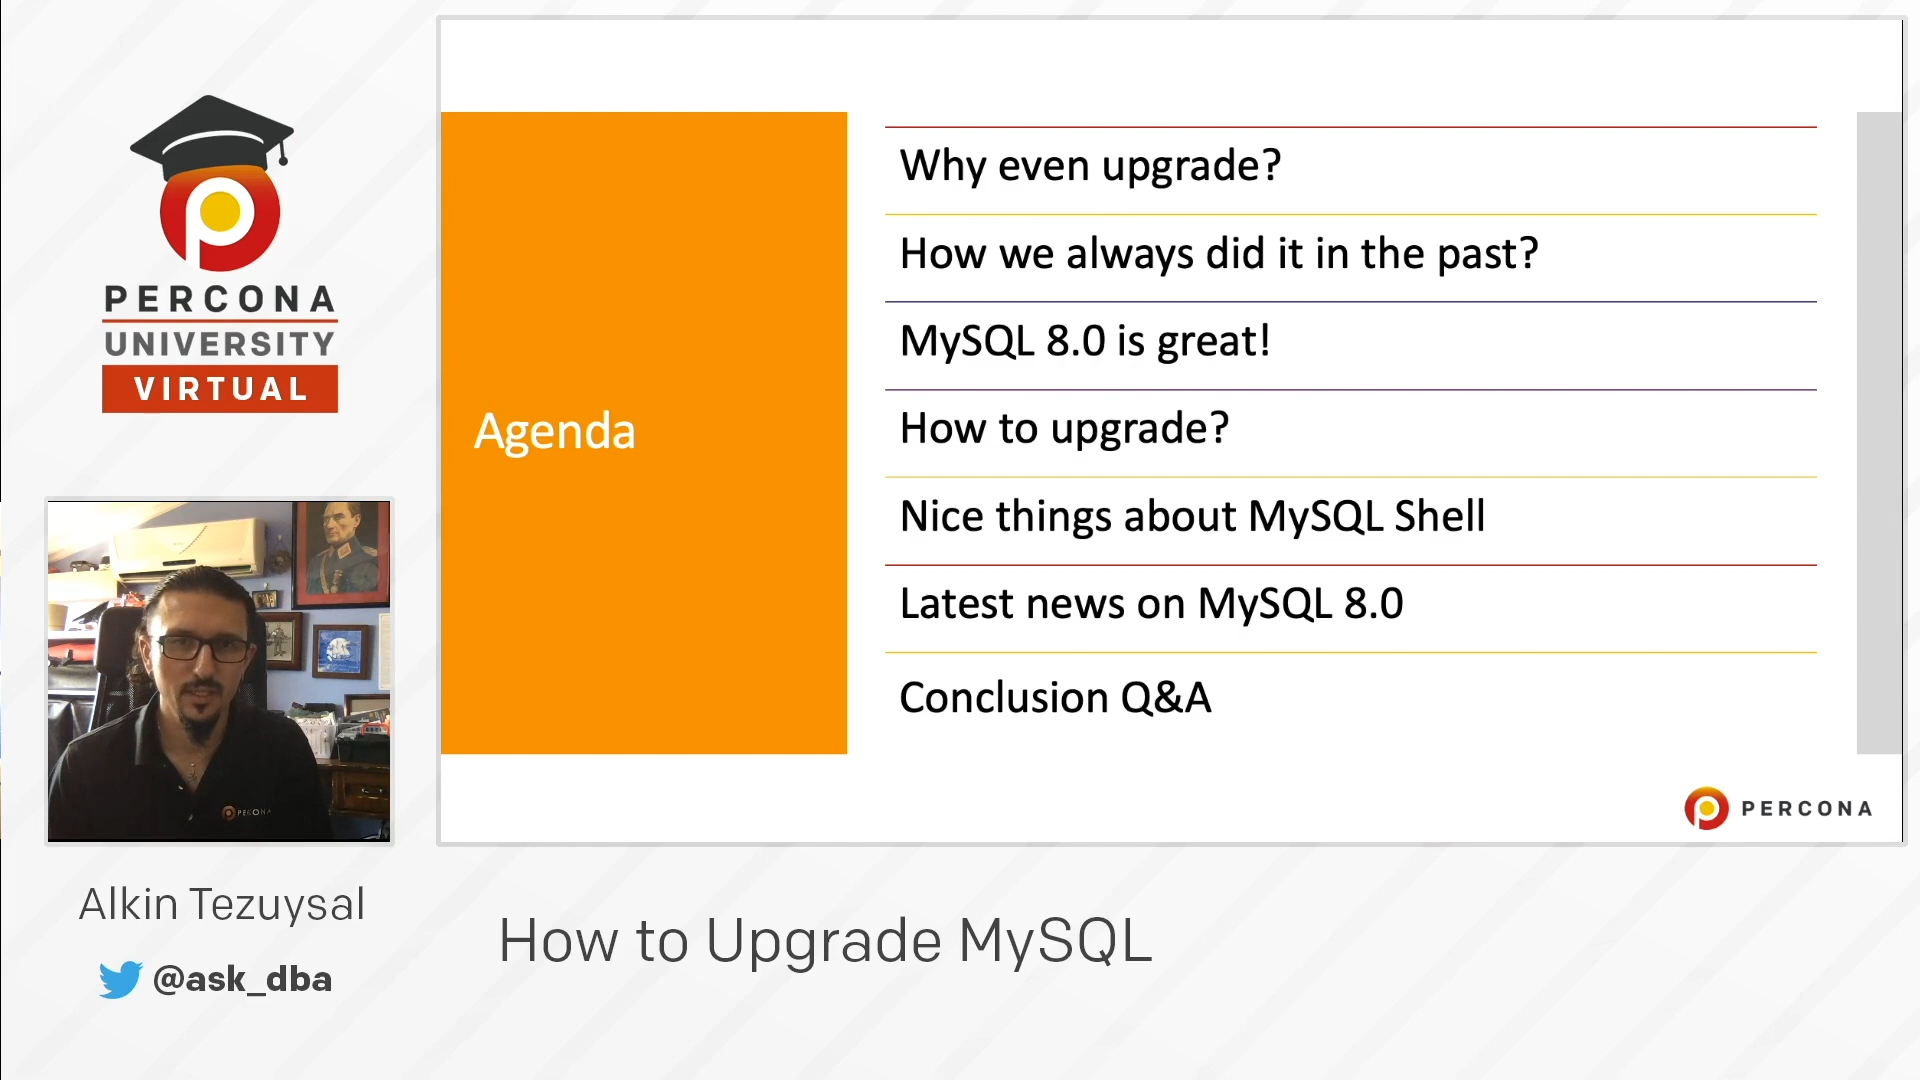 PERCONA
UNIVERSITY
VIRTUAL
Agenda
Why even upgrade?
How we always did it in the past?
MySQL 8.0 is great!
How to upgrade?
Nice things about MySQL Shell
Latest news on MySQL 8.0
Conclusion Q&A
PERCONA
PERCONA
Alkin Tezuysal
@ask_dba
How to Upgrade MySQL